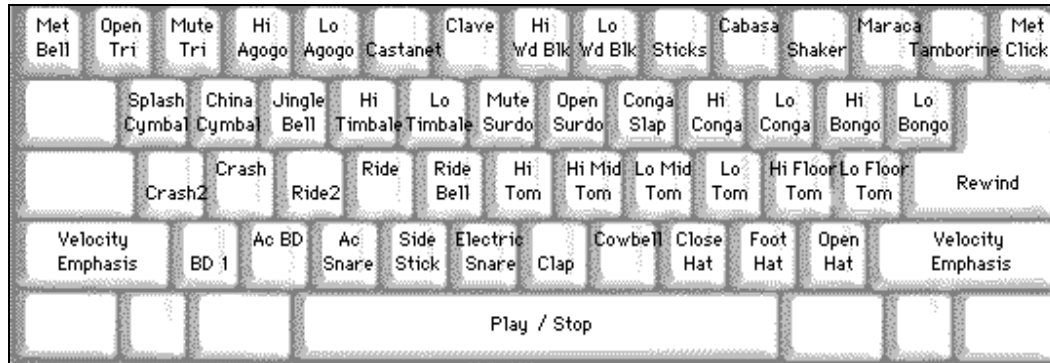 Met Open Mute Hi Lo Clave Hi Lo Cabasa Maraca Met
Bell Tri Tri Agogo Agogo Castanet Wd Blk Wd Blk Sticks Shaker Tamborine Click
Splash China Jingle Hi Lo Mute Open Conga Hi Lo Hi Lo
Cymbal Cymbal Bell Timbale Timbale Surdo Surdo Slap Conga Conga Bongo Bongo
Crash Ride Ride Hi Hi Mid Lo Mid Lo Hi Floor Lo Floor
Crash2 Ride2 Bell Tom Tom Tom Tom Tom Tom Rewind
Velocity Ac BD Ac Side Electric Cowbell Close Foot Open Velocity
Emphasis BD 1 Snare Stick Snare Clap Hat Hat Hat Emphasis
Play / Stop